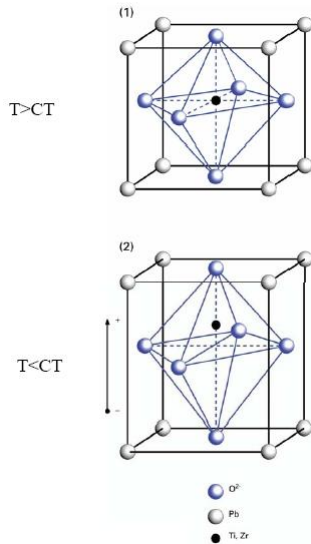 (1)
T>CT
(2)
+
T<CT
−
O²⁻
Pb
Ti, Zr